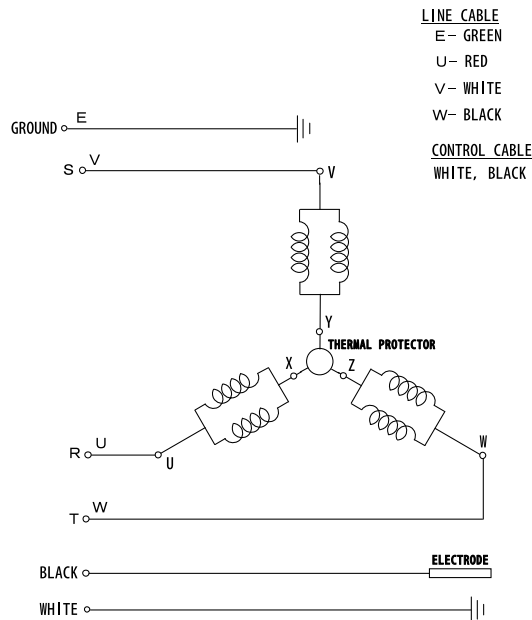 LINE CABLE
E- GREEN
U- RED
V- WHITE
W- BLACK
CONTROL CABLE
WHITE, BLACK
GROUND E
S V
V
Y
THERMAL PROTECTOR
X Z
R U
U
W
T W
BLACK
ELECTRODE
WHITE